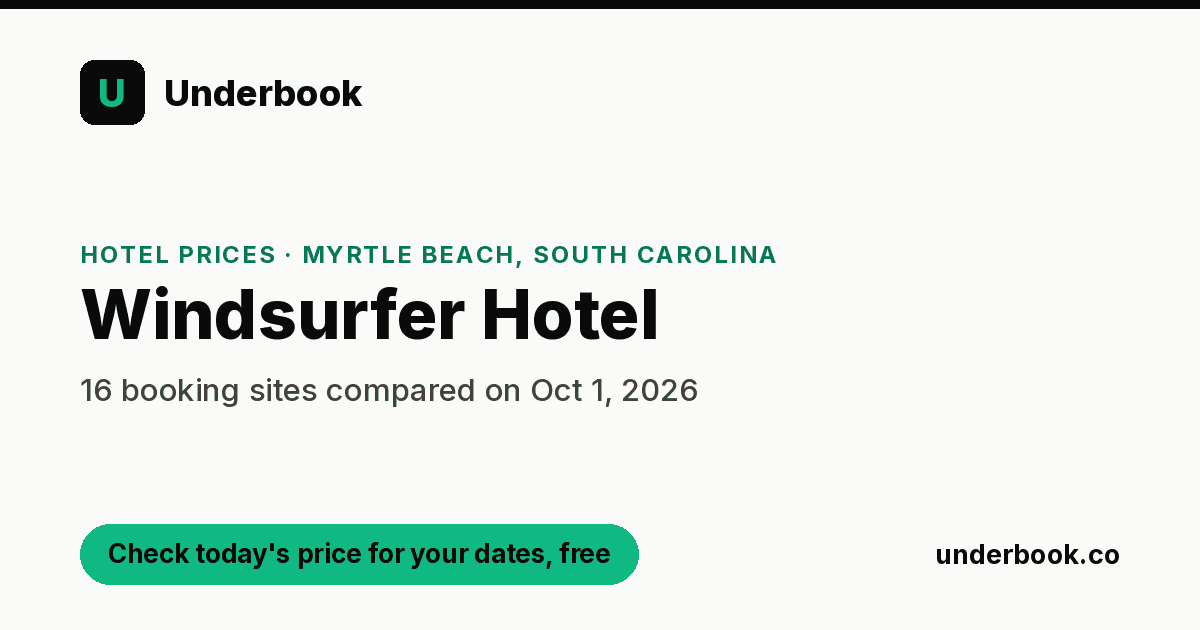 U Underbook
HOTEL PRICES · MYRTLE BEACH, SOUTH CAROLINA
Windsurfer Hotel
16 booking sites compared on Oct 1, 2026
Check today's price for your dates, free
underbook.co